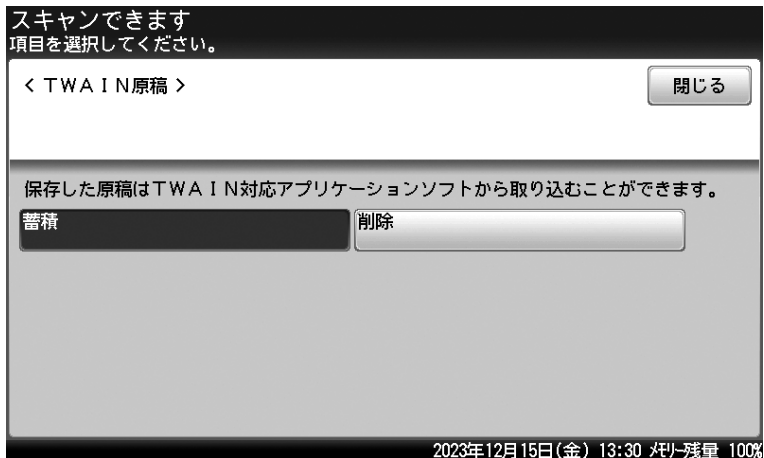 スキャンできます
項目を選択してください。
< TWAIN原稿 >
閉じる
保存した原稿はTWAIN対応アプリケーションソフトから取り込むことができます。
蓄積
削除
2023年12月15日(金) 13:30 ﾒﾓﾘｰ残量 100%